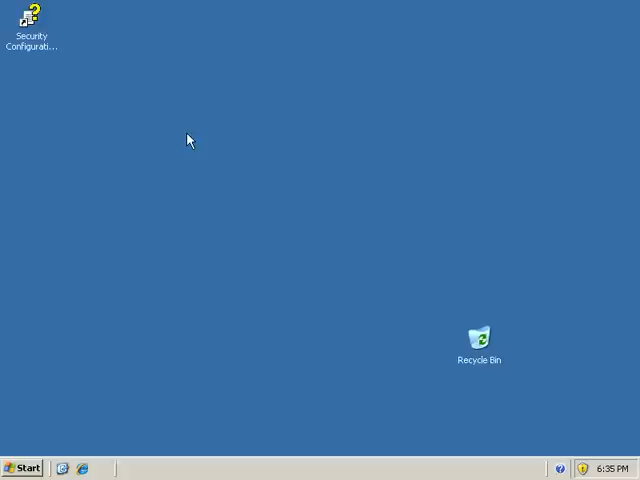 Security
Configurati...
Recycle Bin
Start
6:35 PM